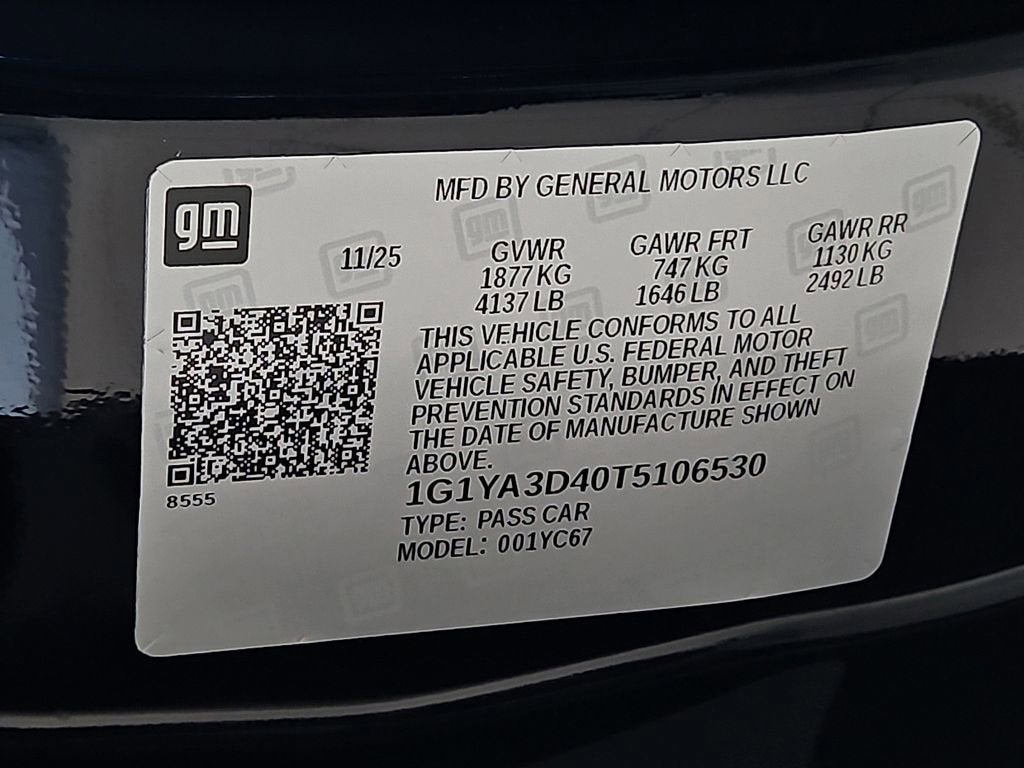 MFD BY GENERAL MOTORS LLC
gm
11/25
GVWR
1877 KG
4137 LB
GAWR FRT
747 KG
1646 LB
GAWR RR
1130 KG
2492 LB
THIS VEHICLE CONFORMS TO ALL
APPLICABLE U.S. FEDERAL MOTOR
VEHICLE SAFETY, BUMPER, AND THEFT
PREVENTION STANDARDS IN EFFECT ON
THE DATE OF MANUFACTURE SHOWN
ABOVE.
8555
1G1YA3D40T5106530
TYPE: PASS CAR
MODEL: 001YC67